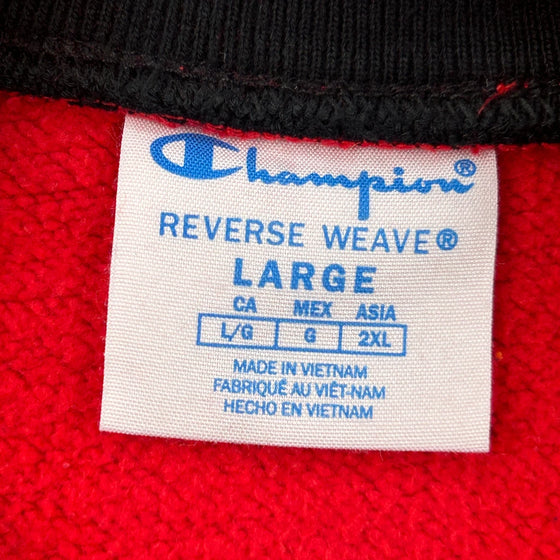 Champion®
REVERSE WEAVE®
LARGE
CA MEX ASIA
L/G G 2XL
MADE IN VIETNAM
FABRIQUÉ AU VIÊT-NAM
HECHO EN VIETNAM